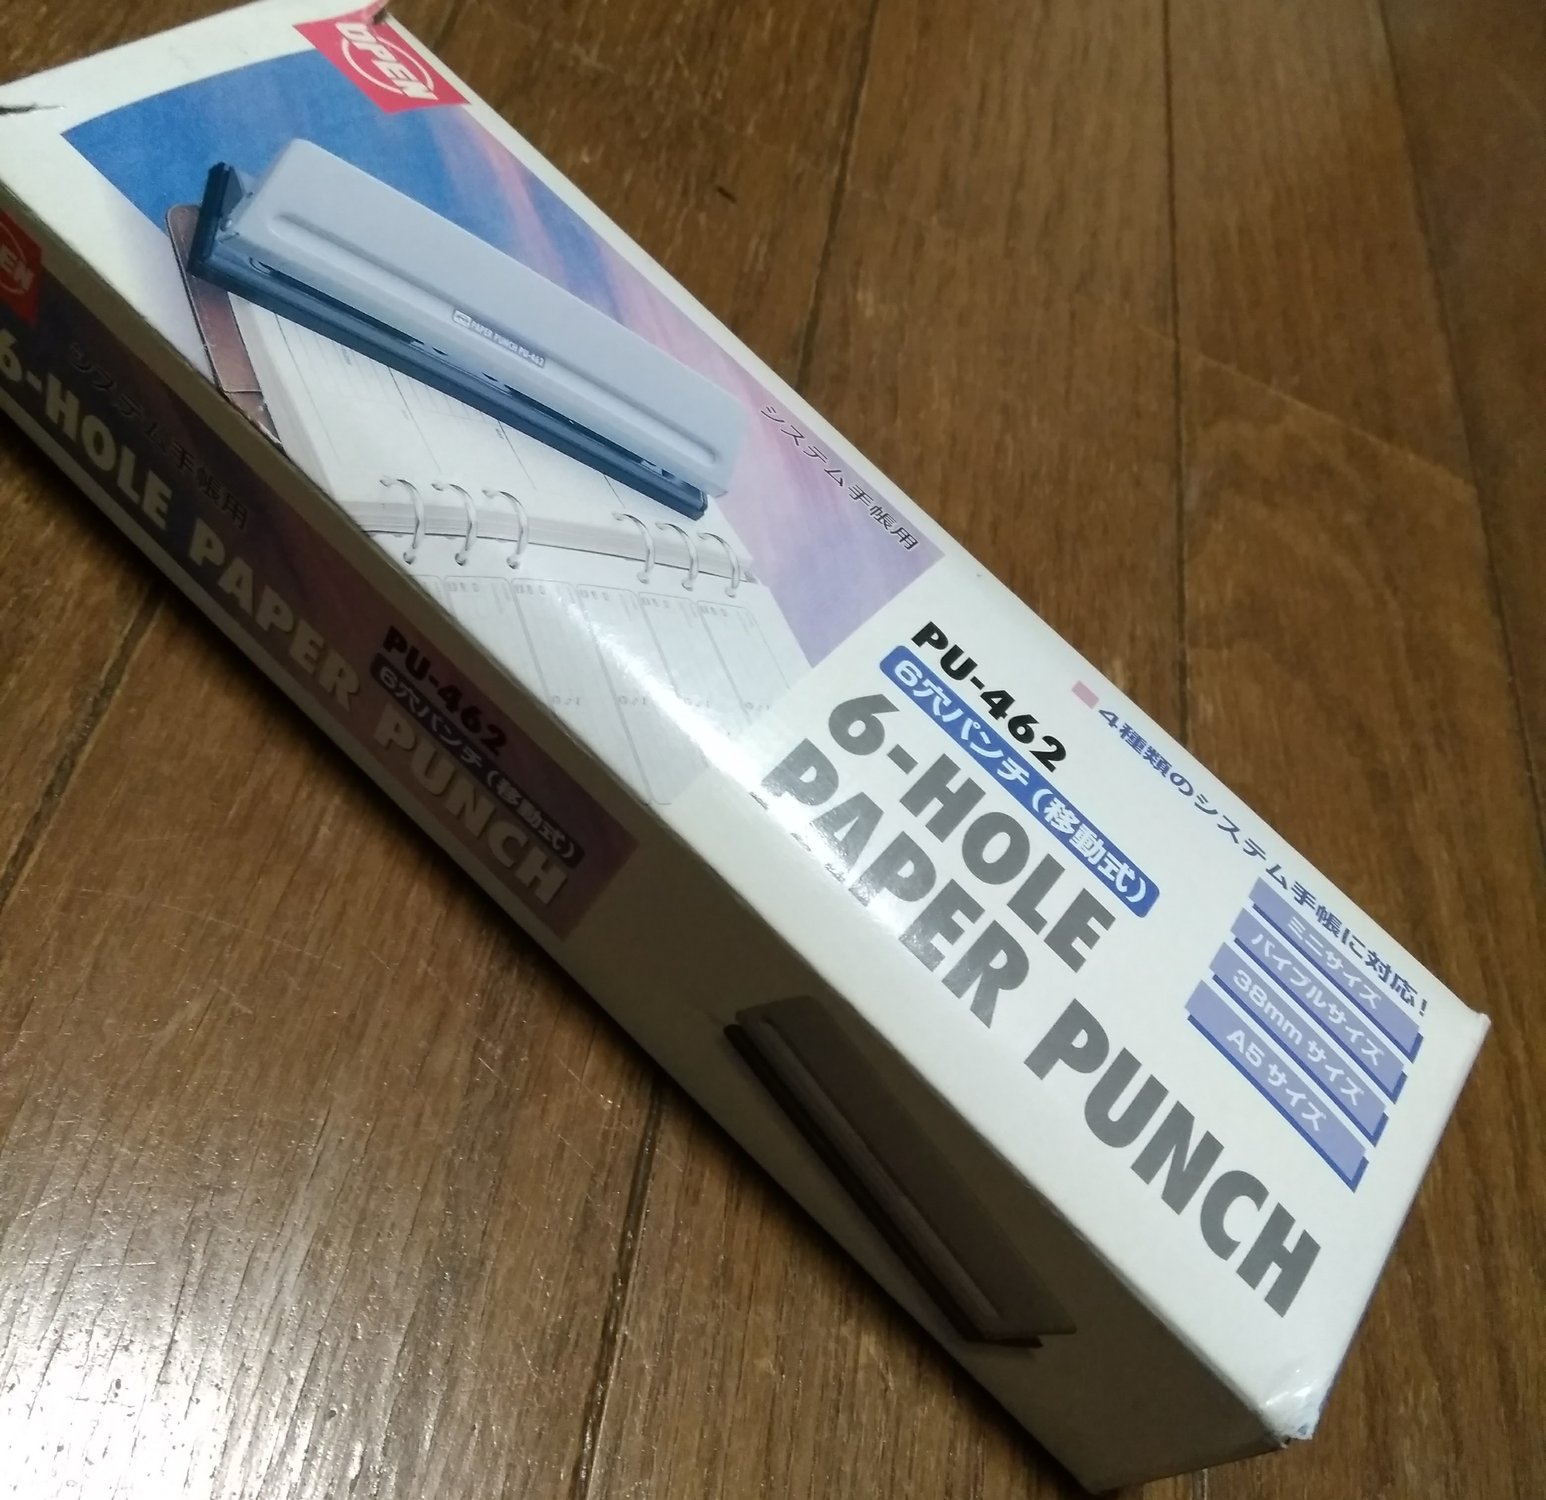 OPEN
PAPER PUNCH PU-462
システム手帳用
PU-462
6穴パンチ(移動式)
6-HOLE
PAPER PUNCH
4種類のシステム手帳に対応!
ミニサイズ
バイブルサイズ
38mmサイズ
A5サイズ
システム手帳用
6-HOLE PAPER PUNCH
PU-462
6穴パンチ(移動式)